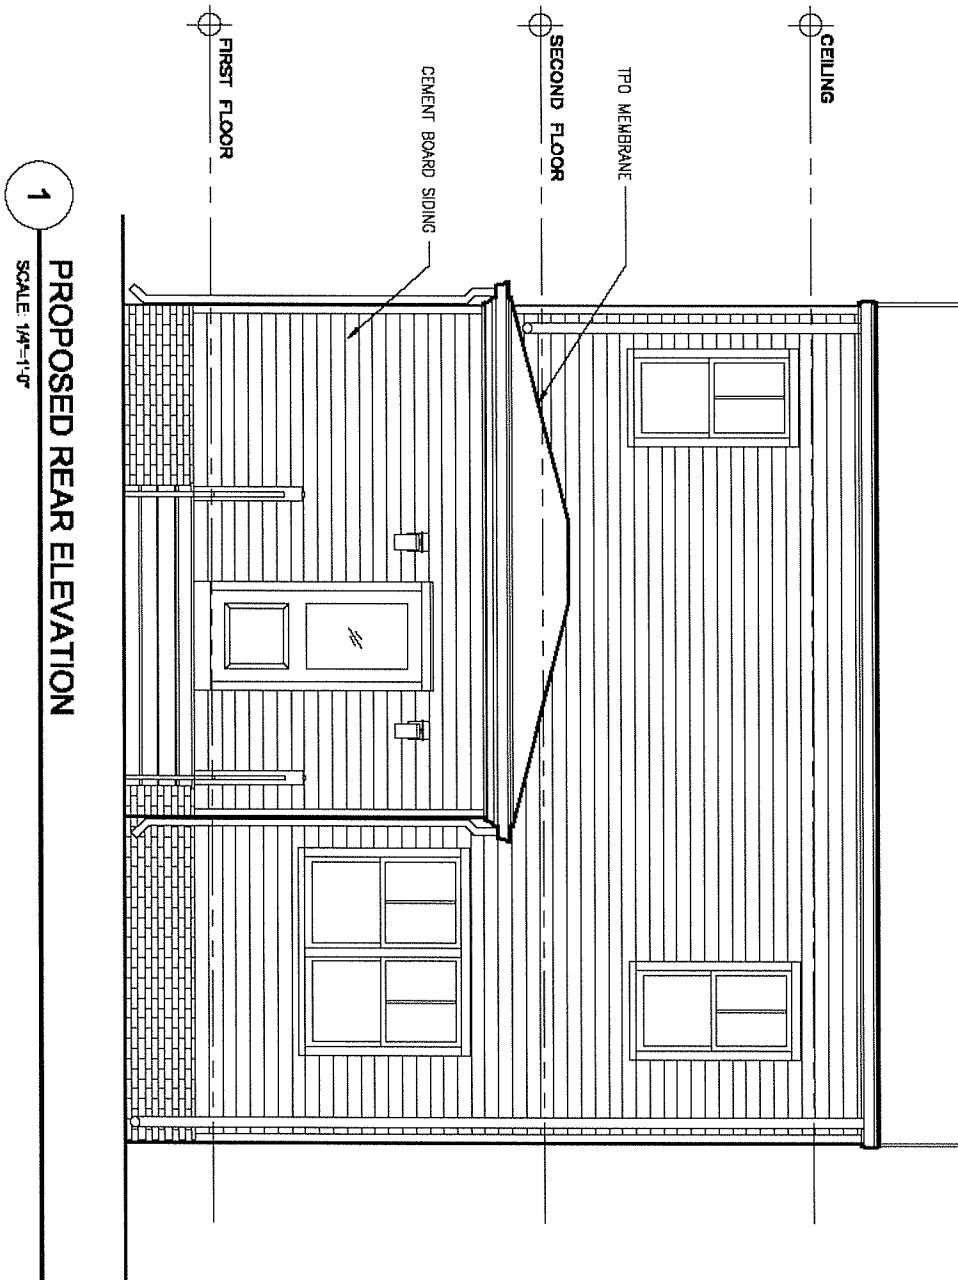 CEILING
TPO MEMBRANE
SECOND FLOOR
CEMENT BOARD SIDING
FIRST FLOOR
1
PROPOSED REAR ELEVATION
SCALE: 1/4"=1'-0"